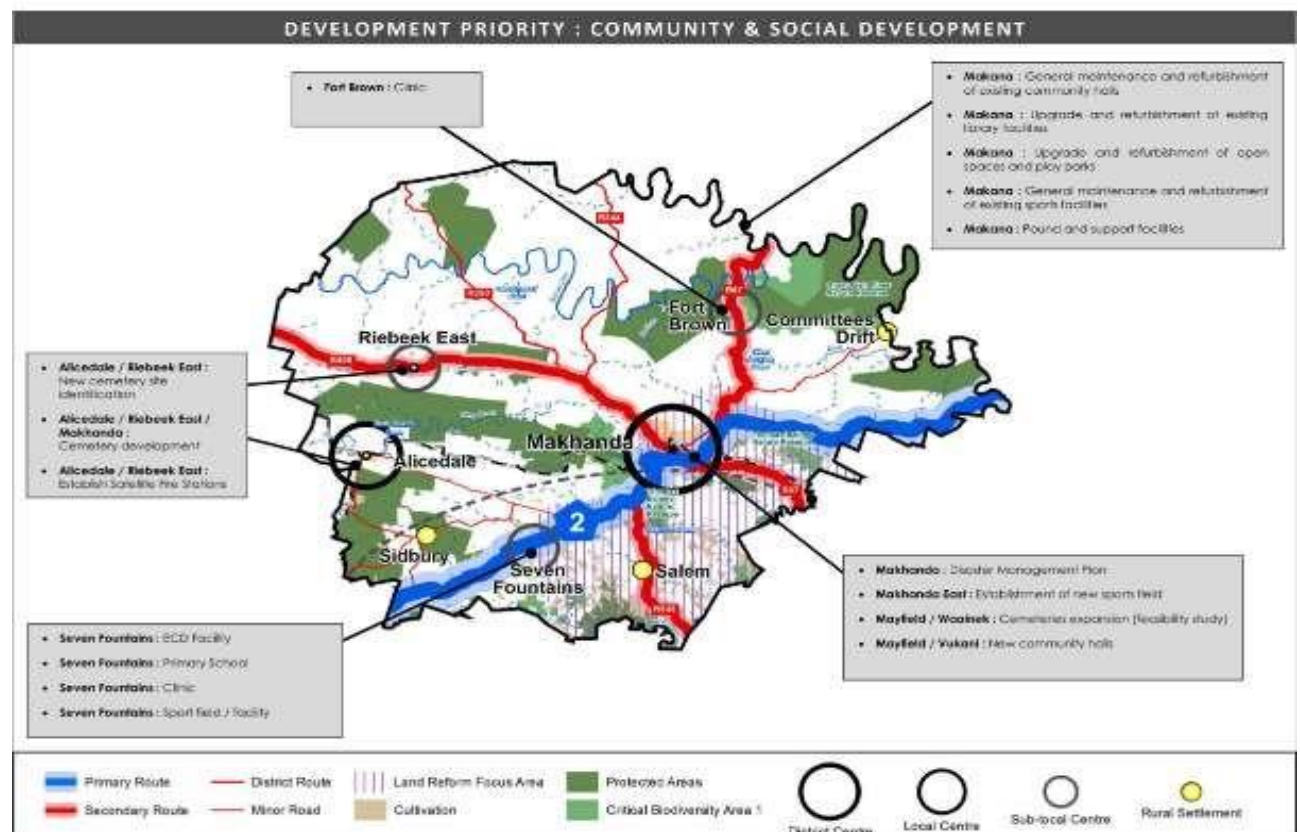 DEVELOPMENT PRIORITY : COMMUNITY & SOCIAL DEVELOPMENT
• Fort Brown : Clinic
• Makana : General maintenance and refurbishment
of existing community halls
• Makana : Upgrade and refurbishment of existing
library facilities
• Makana : Upgrade and refurbishment of open
spaces and play parks
• Makana : General maintenance and refurbishment
of existing sports facilities
• Makana : Pound and support facilities
R344
R67
Fort
Brown
Committees
Drift
Riebeek East
• Alicedale / Riebeek East :
New cemetery site
identification
• Alicedale / Riebeek East /
Makhanda :
Cemetery development
• Alicedale / Riebeek East :
Establish Satellite Fire Stations
Makhanda
Alicedale
R67
2
Sidbury
Seven
Fountains
Salem
• Makhanda : Disaster Management Plan
• Makhanda East : Establishment of new sports field
• Mayfield / Waainek : Cemeteries expansion (feasibility study)
• Mayfield / Vukani : New community halls
• Seven Fountains : ECD Facility
• Seven Fountains : Primary School
• Seven Fountains : Clinic
• Seven Fountains : Sport field / facility
Primary Route
District Route
Land Reform Focus Area
Protected Areas
Secondary Route
Minor Road
Cultivation
Critical Biodiversity Area 1
District Centre
Local Centre
Sub-local Centre
Rural Settlement